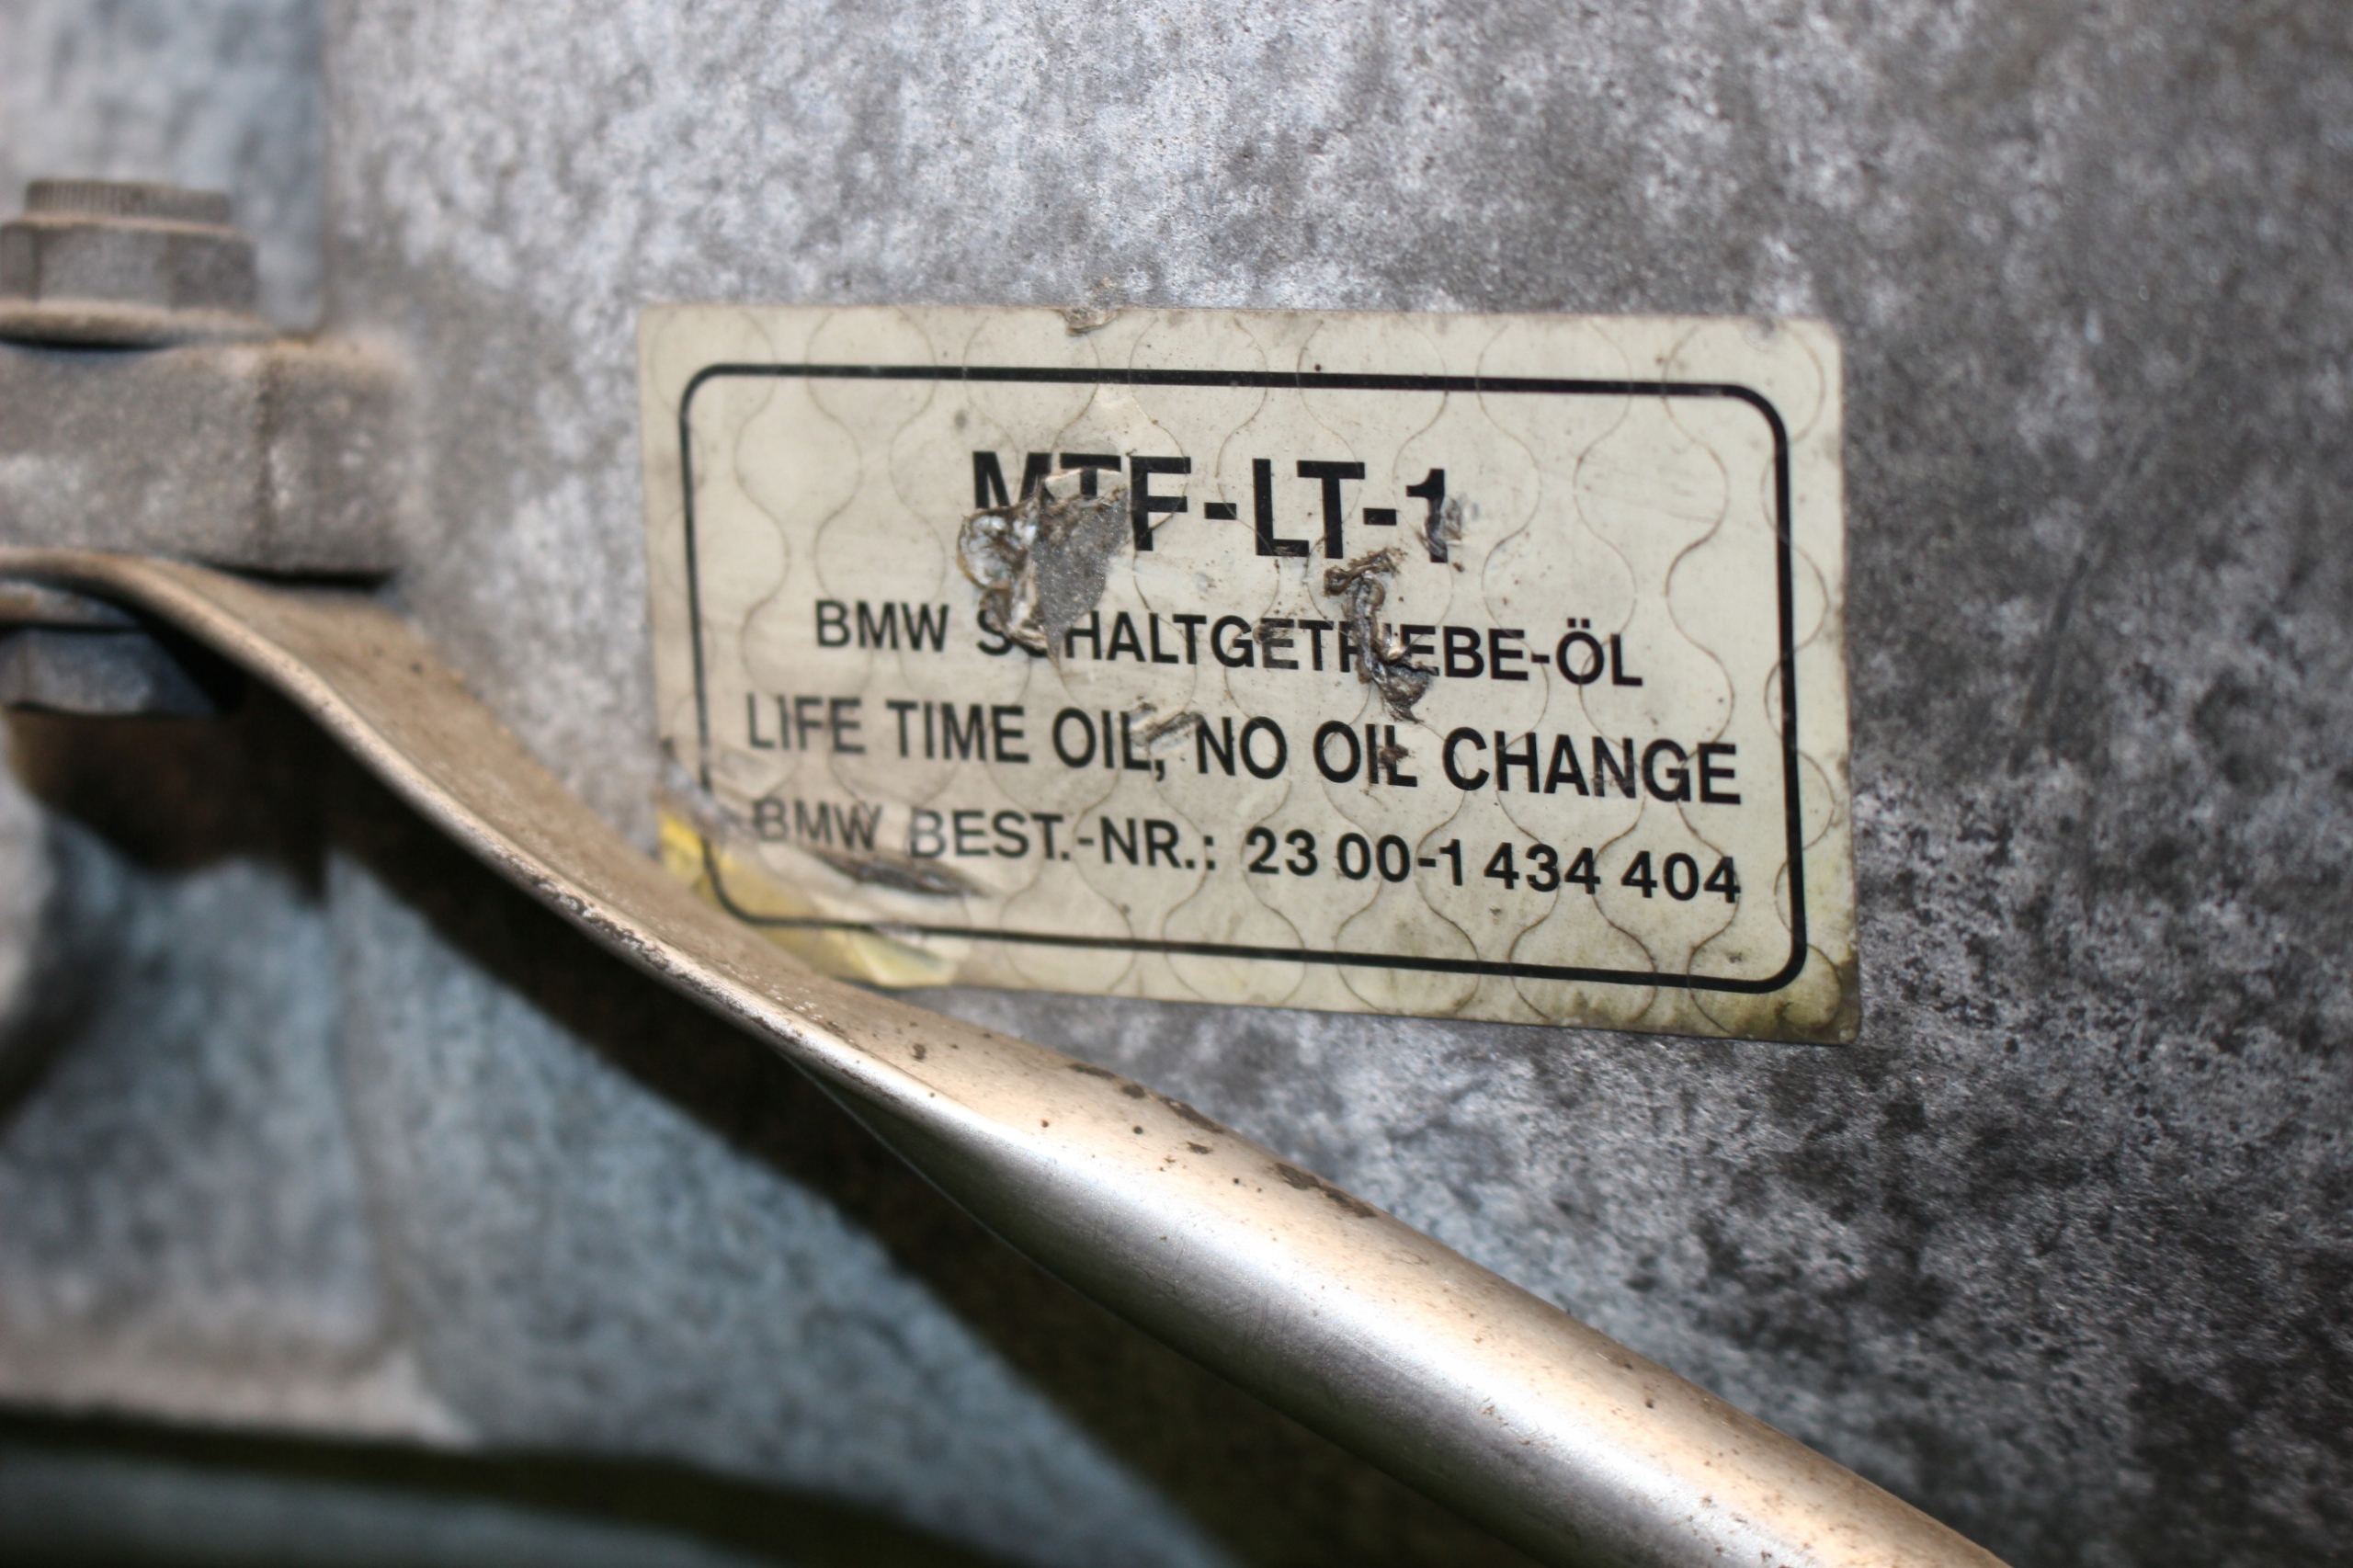 MTF-LT-1
BMW SCHALTGETRIEBE-ÖL
LIFE TIME OIL, NO OIL CHANGE
BMW BEST.-NR.: 23 00-1 434 404